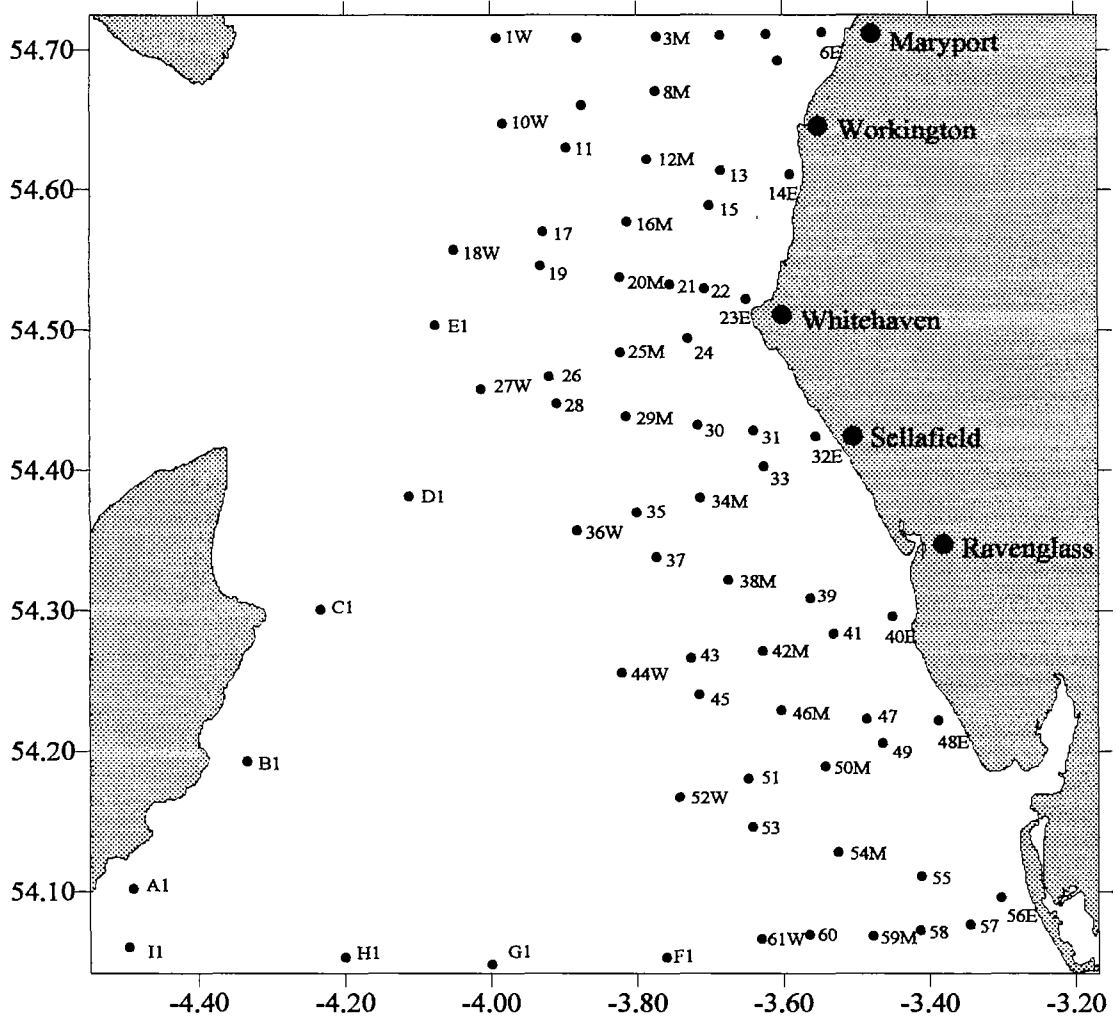 54.70
1W
3M
6E
Maryport
8M
10W
Workington
11
12M
13
14E
54.60
15
16M
17
18W
19
20M
21
22
23E
Whitehaven
E1
54.50
25M
24
26
27W
28
29M
30
31
32E
Sellafield
54.40
33
D1
34M
35
36W
Ravenglass
37
38M
39
54.30
C1
40E
41
42M
43
44W
45
46M
47
48E
54.20
49
B1
50M
51
52W
53
54M
55
54.10
A1
56E
57
58
59M
60
61W
I1
H1
G1
F1
-4.40
-4.20
-4.00
-3.80
-3.60
-3.40
-3.20